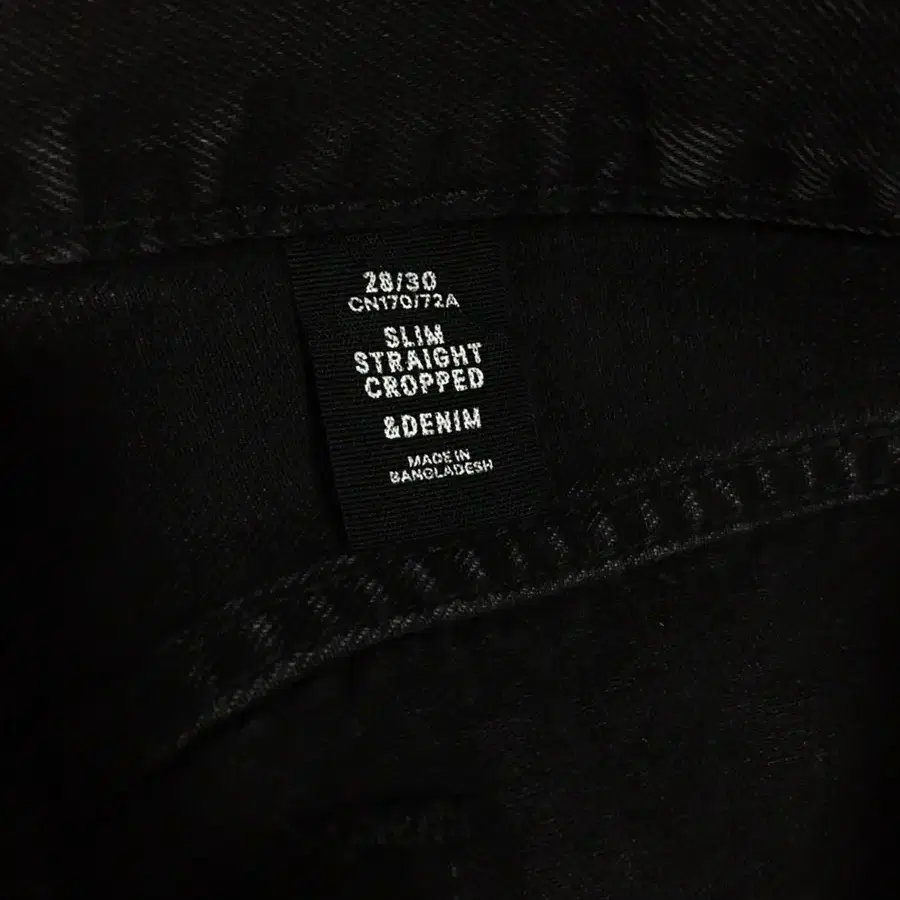 28/30
CN170/72A
SLIM
STRAIGHT
CROPPED
&DENIM
MADE IN
BANGLADESH